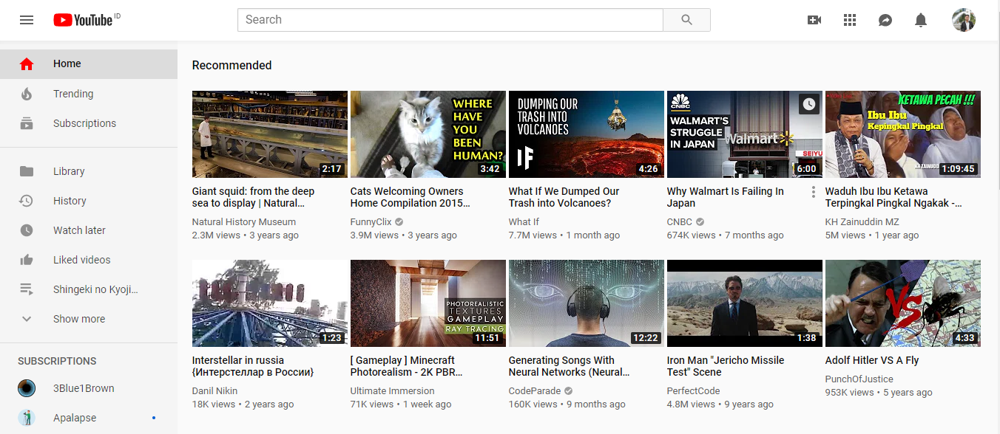 YouTube ID
Search
Home
Trending
Subscriptions
Library
History
Watch later
Liked videos
Shingeki no Kyoji...
Show more
SUBSCRIPTIONS
3Blue1Brown
Apalapse
Recommended
2:17
Giant squid: from the deep
sea to display | Natural...
Natural History Museum
2.3M views • 3 years ago
WHERE
HAVE
YOU
BEEN
HUMAN?
3:42
Cats Welcoming Owners
Home Compilation 2015...
FunnyClix
3.9M views • 3 years ago
DUMPING OUR
TRASH INTO
VOLCANOES
IF
4:26
What If We Dumped Our
Trash into Volcanoes?
What If
7.7M views • 1 month ago
CNBC
WALMART'S
STRUGGLE
IN JAPAN
Walmart
SEIYU
6:00
Why Walmart Is Failing In
Japan
CNBC
674K views • 7 months ago
KETAWA PECAH !!!
Ibu Ibu
Kepingkal Pingkal
1:09:45
Waduh Ibu Ibu Ketawa
Terpingkal Pingkal Ngakak -...
KH Zainuddin MZ
5M views • 1 year ago
1:23
Interstellar in russia
{Интерстеллар в России}
Danil Nikin
18K views • 2 years ago
PHOTOREALISTIC
TEXTURES
GAMEPLAY
RAY TRACING
11:51
[ Gameplay ] Minecraft
Photorealism - 2K PBR...
Ultimate Immersion
71K views • 1 week ago
12:22
Generating Songs With
Neural Networks (Neural...
CodeParade
160K views • 9 months ago
1:38
Iron Man "Jericho Missile
Test" Scene
PerfectCode
4.8M views • 9 years ago
VS
4:33
Adolf Hitler VS A Fly
PunchOfJustice
953K views • 5 years ago